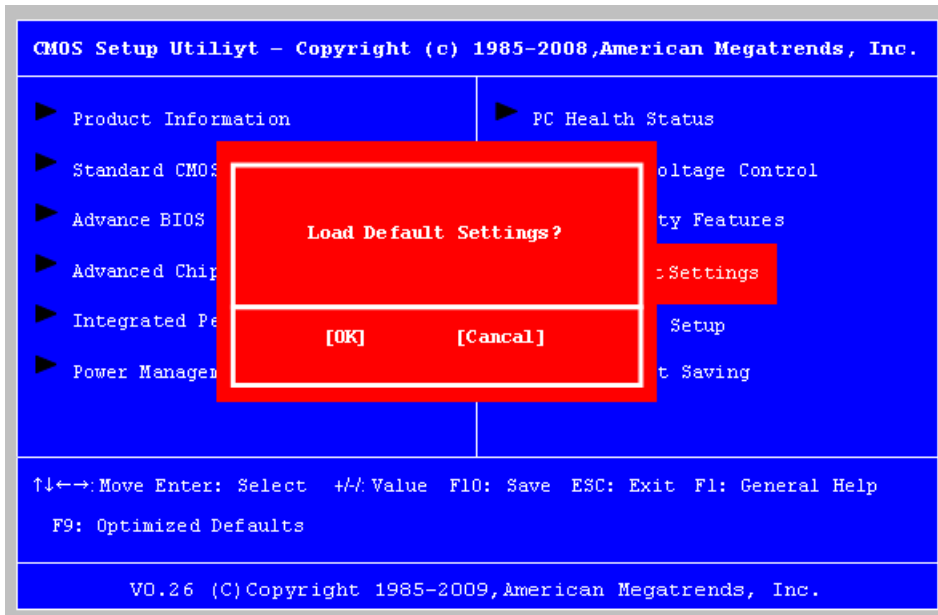 CMOS Setup Utiliyt – Copyright (c) 1985-2008,American Megatrends, Inc.
Product Information
PC Health Status
Standard CMOS
oltage Control
Advance BIOS
ty Features
Load Default Settings?
Advanced Chip
t Settings
Integrated Pe
Setup
[OK] [Cancal]
Power Managem
t Saving
↑↓←→:Move Enter: Select +/-/:Value F10: Save ESC: Exit F1: General Help
F9: Optimized Defaults
V0.26 (C)Copyright 1985-2009,American Megatrends, Inc.